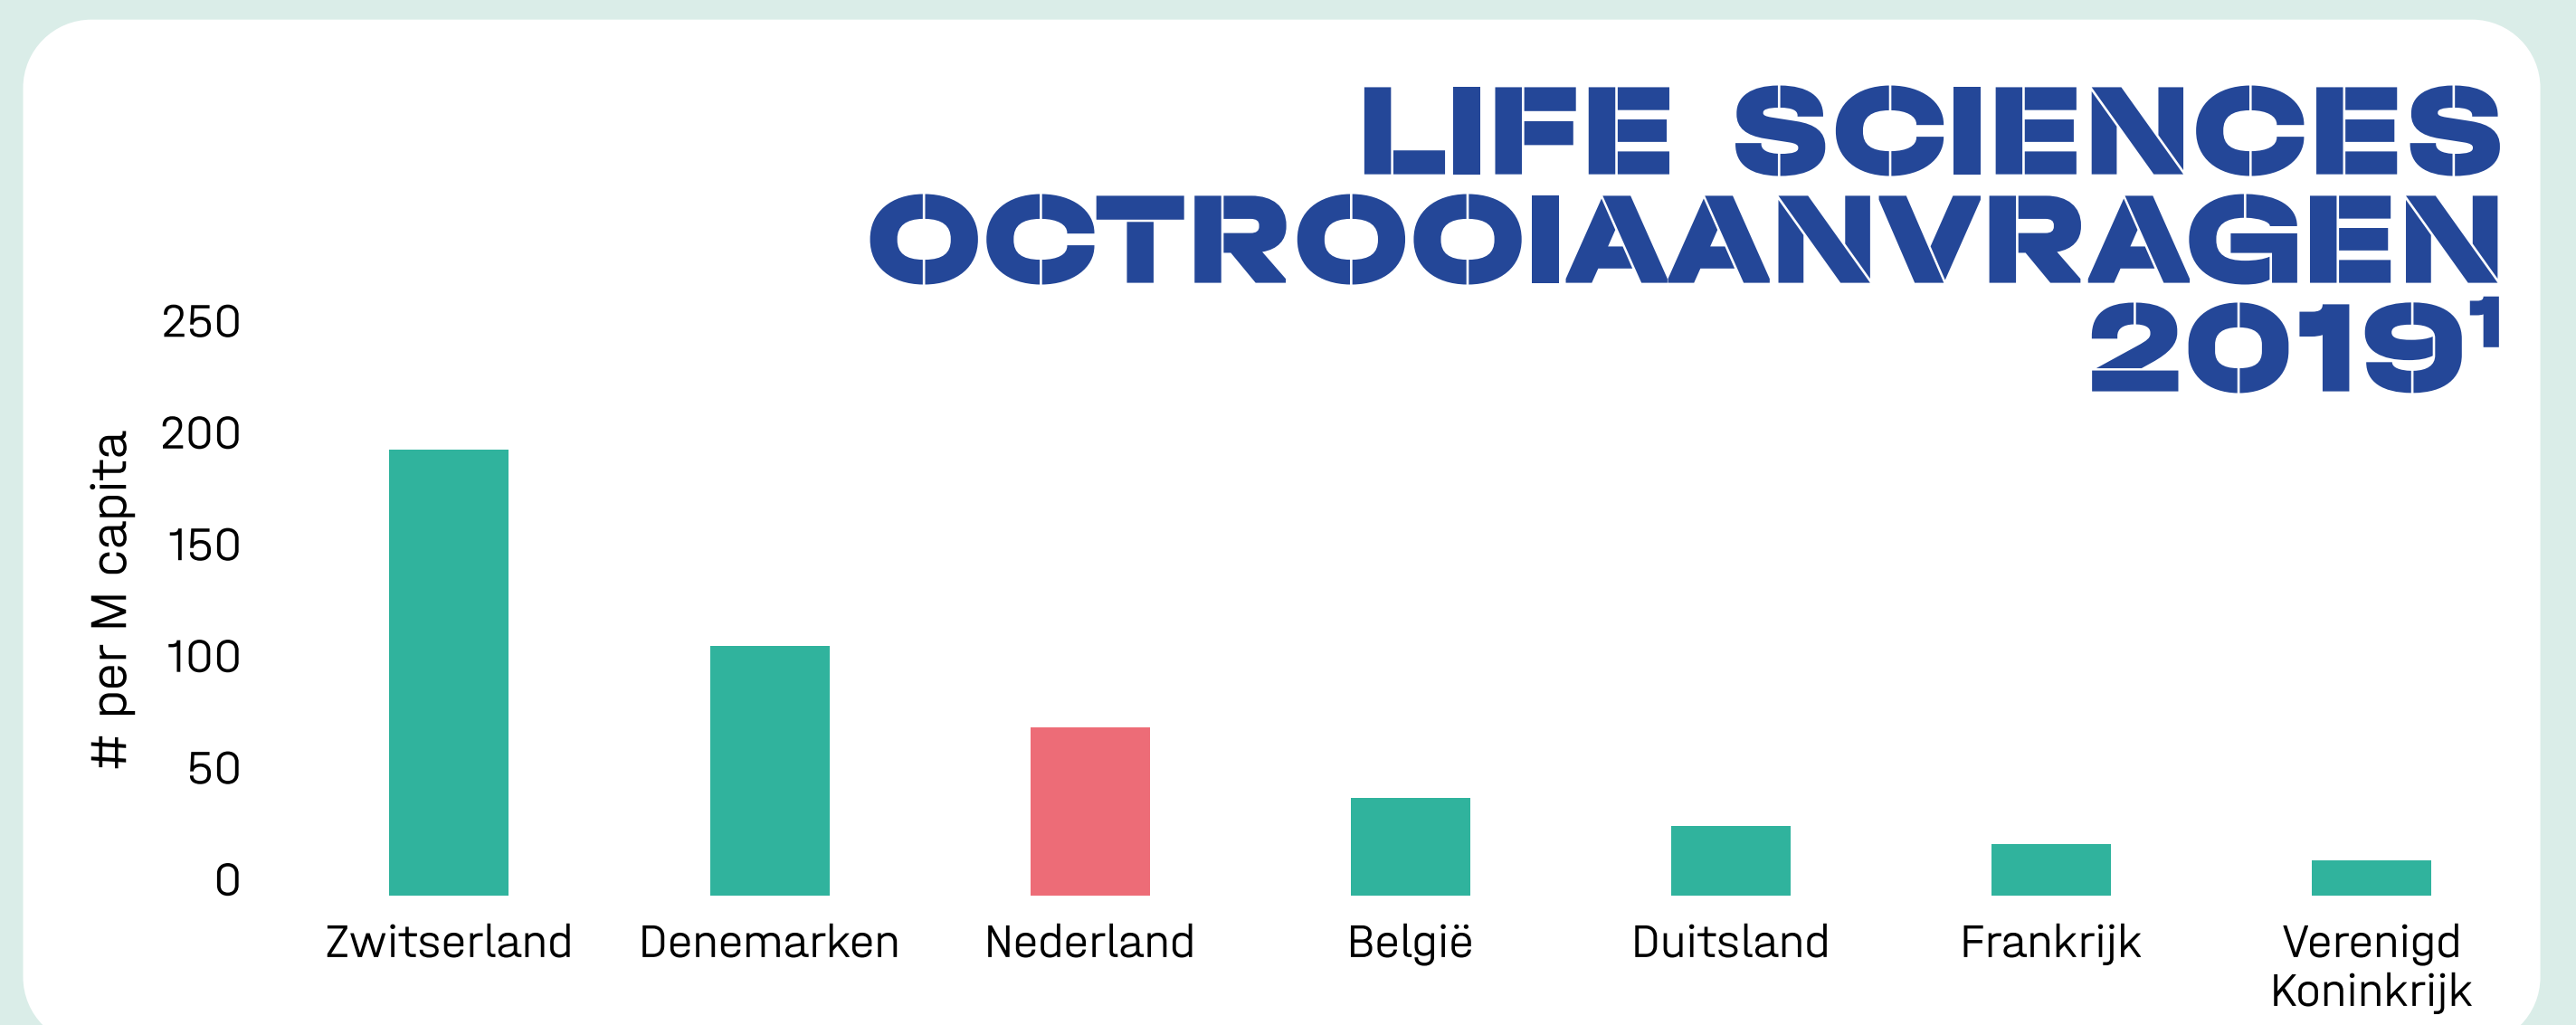 LIFE SCIENCES
OCTROOIAANVRAGEN
2019¹
# per M capita
250
200
150
100
50
0
Zwitserland
Denemarken
Nederland
België
Duitsland
Frankrijk
Verenigd
Koninkrijk